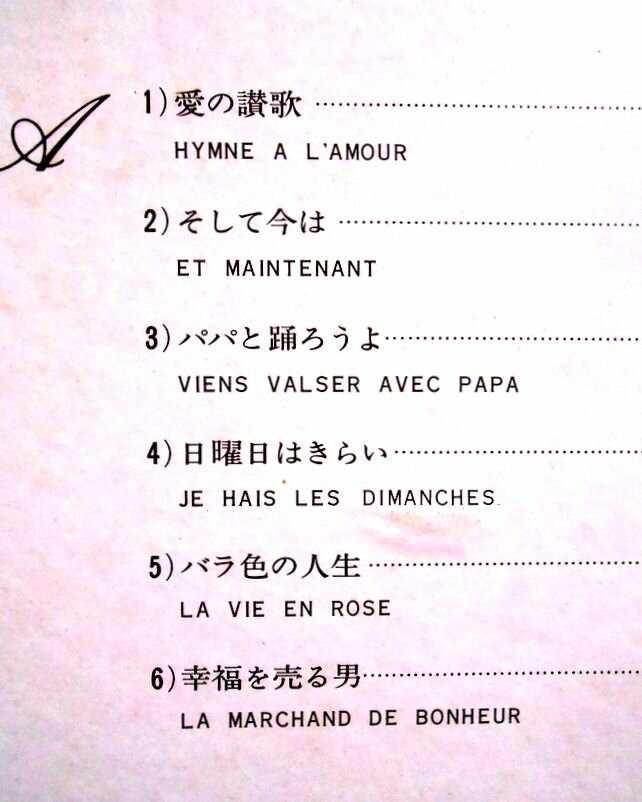 A
1) 愛の讃歌
HYMNE A L'AMOUR
2) そして今は
ET MAINTENANT
3) パパと踊ろうよ
VIENS VALSER AVEC PAPA
4) 日曜日はきらい
JE HAIS LES DIMANCHES
5) バラ色の人生
LA VIE EN ROSE
6) 幸福を売る男
LA MARCHAND DE BONHEUR